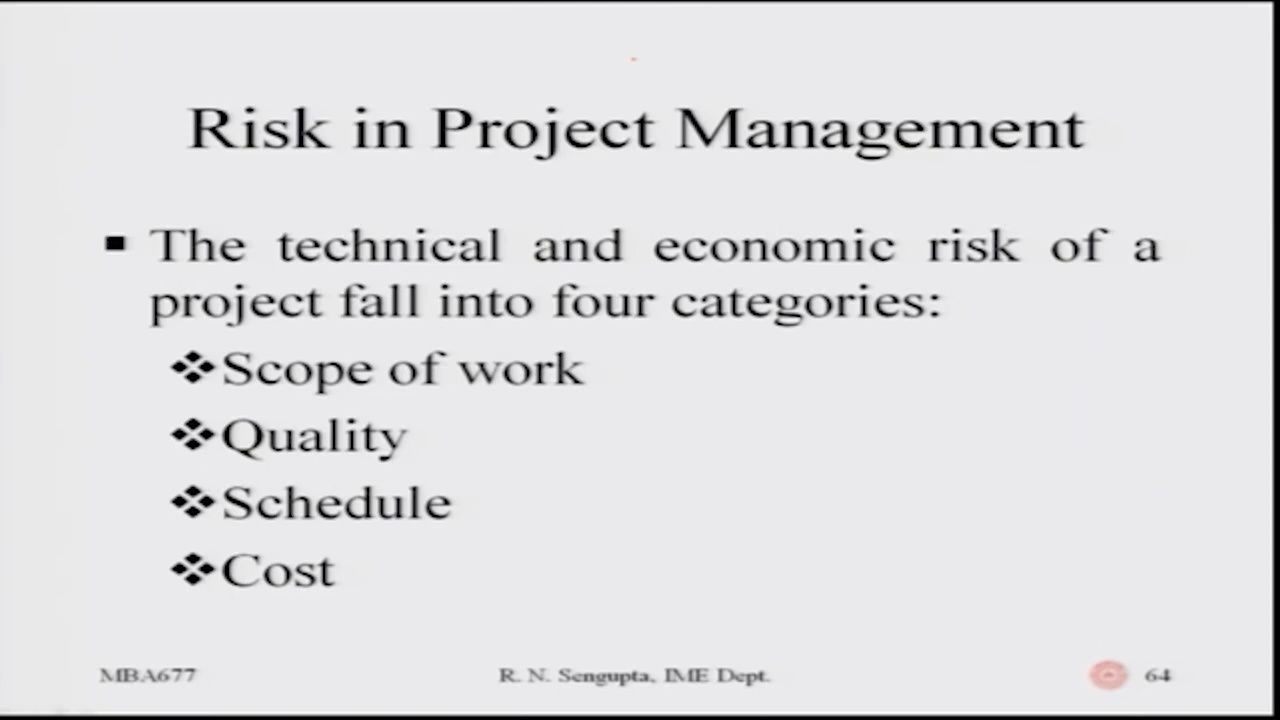 Risk in Project Management
▪ The technical and economic risk of a
project fall into four categories:
❖Scope of work
❖Quality
❖Schedule
❖Cost
MBA677 R. N. Sengupta, IME Dept. 64